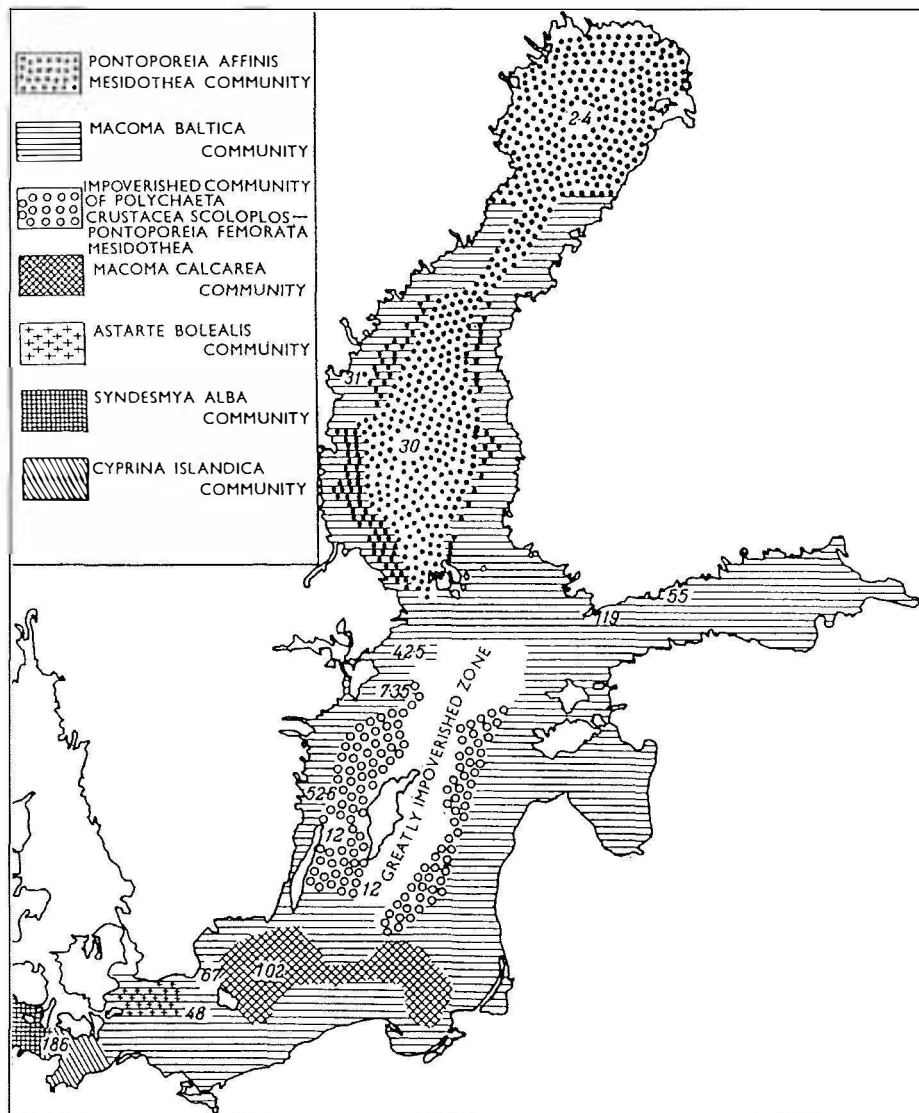 PONTOPOREIA AFFINIS
MESIDOTHEA COMMUNITY
MACOMA BALTICA
COMMUNITY
IMPOVERISHED COMMUNITY
OF POLYCHAETA
CRUSTACEA SCOLOPLOS—
PONTOPOREIA FEMORATA
MESIDOTHEA
MACOMA CALCAREA
COMMUNITY
ASTARTE BOLEALIS
COMMUNITY
SYNDESMYA ALBA
COMMUNITY
CYPRINA ISLANDICA
COMMUNITY
2·4
31
30
55
119
42·5
7·35
GREATLY IMPOVERISHED ZONE
52·6
12
12
67
102
48
186